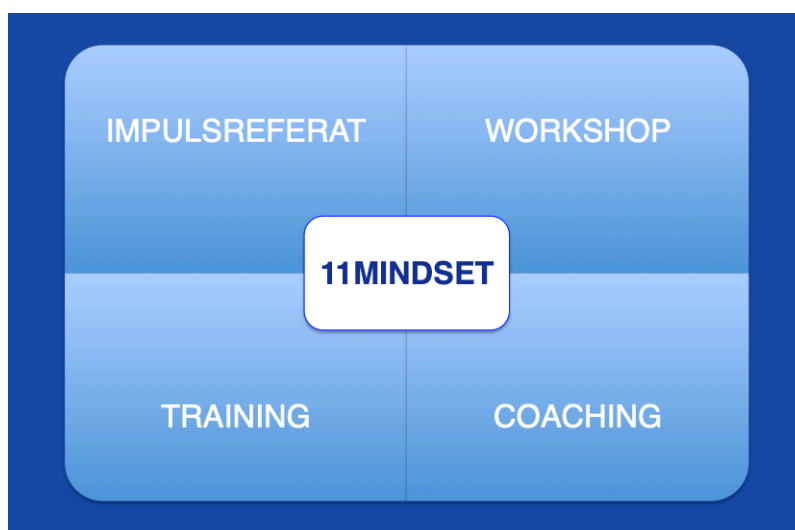 IMPULSREFERAT
WORKSHOP
11MINDSET
TRAINING
COACHING